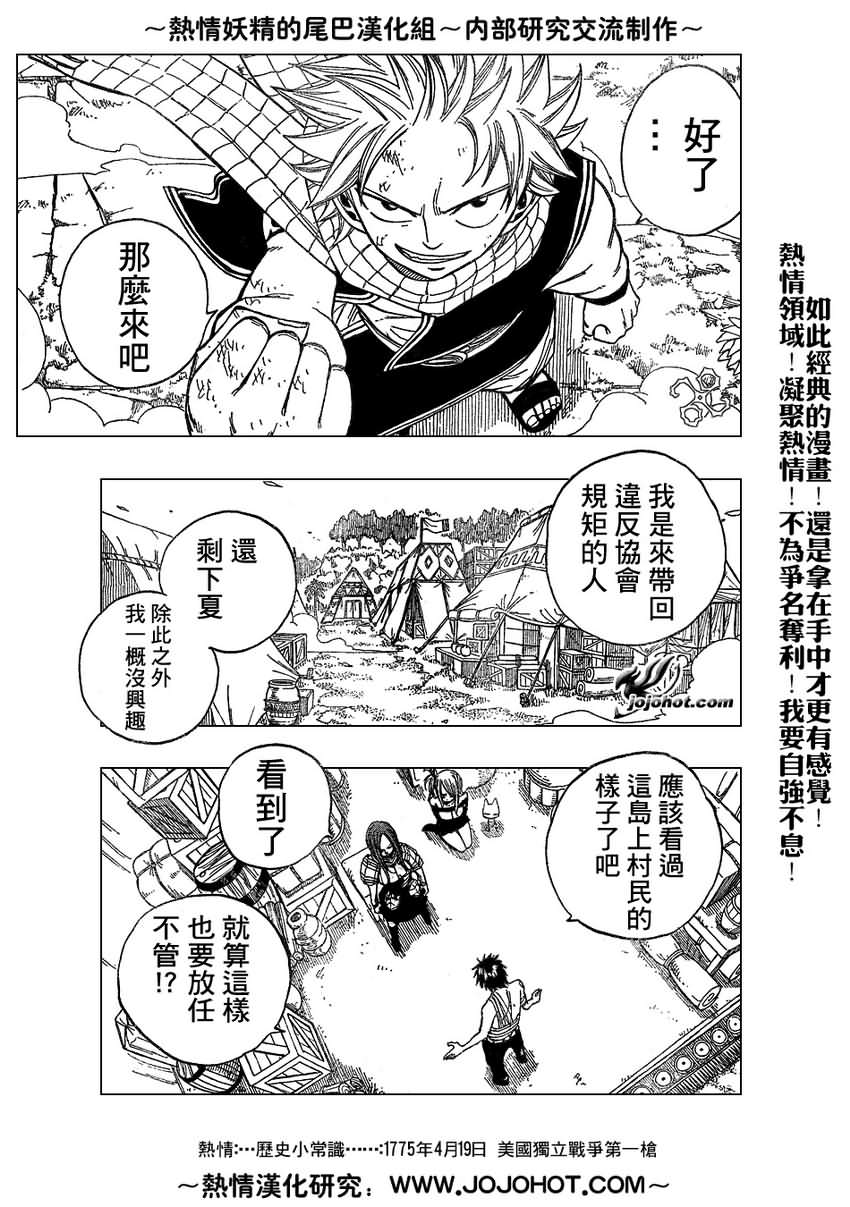 ～熱情妖精的尾巴漢化組～内部研究交流制作～
好了
…
那麼來吧
我是來帶回
違反協會
規矩的人
還
剩下夏
除此之外
我一概沒興趣
jojohot.com
應該看過
這島上村民的
樣子了吧
看到了
就算這樣
也要放任
不管!?
如此經典的漫畫！還是拿在手中才更有感覺！
熱情領域！凝聚熱情！不為爭名奪利！我要自強不息！
熱情:…歷史小常識……:1775年4月19日 美國獨立戰爭第一槍
～熱情漢化研究：WWW.JOJOHOT.COM～